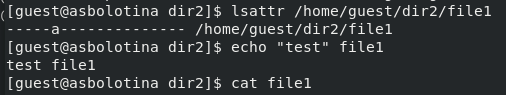 [guest@asbolotina dir2]$ lsattr /home/guest/dir2/file1
-----a-------------- /home/guest/dir2/file1
[guest@asbolotina dir2]$ echo "test" file1
test file1
[guest@asbolotina dir2]$ cat file1